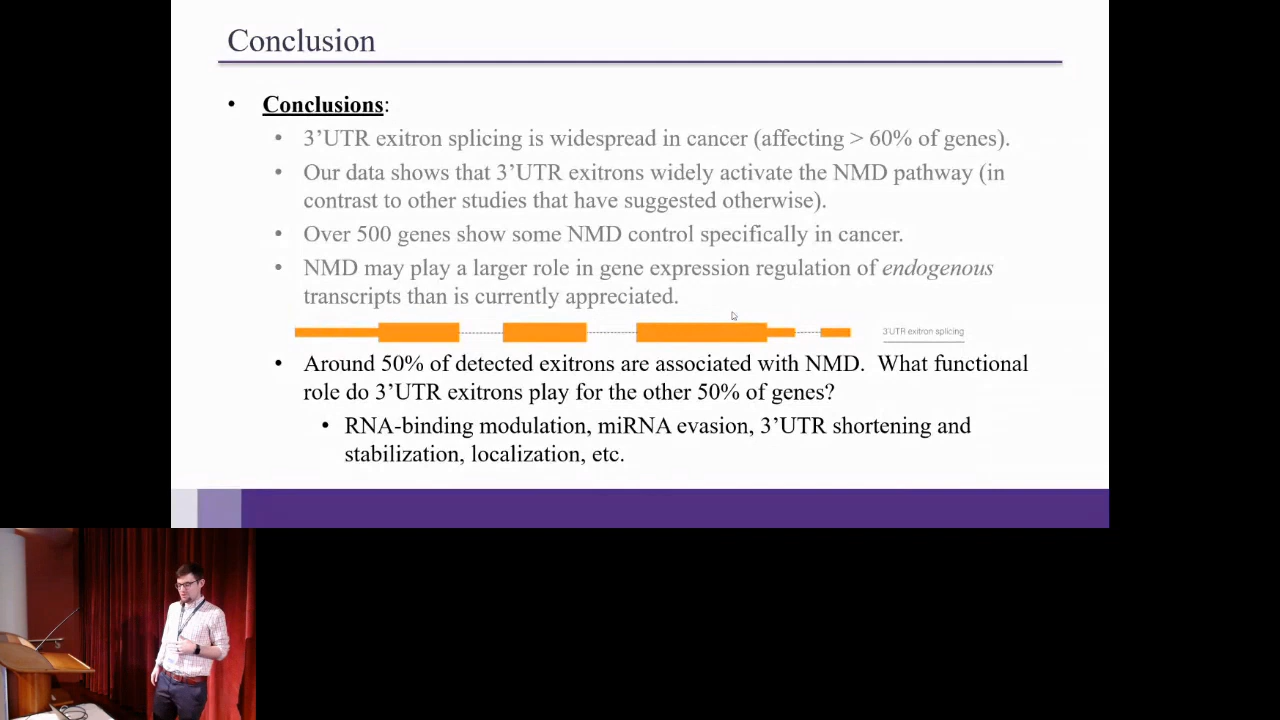 Conclusion
• Conclusions:
• 3’UTR exitron splicing is widespread in cancer (affecting > 60% of genes).
• Our data shows that 3’UTR exitrons widely activate the NMD pathway (in
contrast to other studies that have suggested otherwise).
• Over 500 genes show some NMD control specifically in cancer.
• NMD may play a larger role in gene expression regulation of endogenous
transcripts than is currently appreciated.
3'UTR exitron splicing
• Around 50% of detected exitrons are associated with NMD. What functional
role do 3’UTR exitrons play for the other 50% of genes?
• RNA-binding modulation, miRNA evasion, 3’UTR shortening and
stabilization, localization, etc.